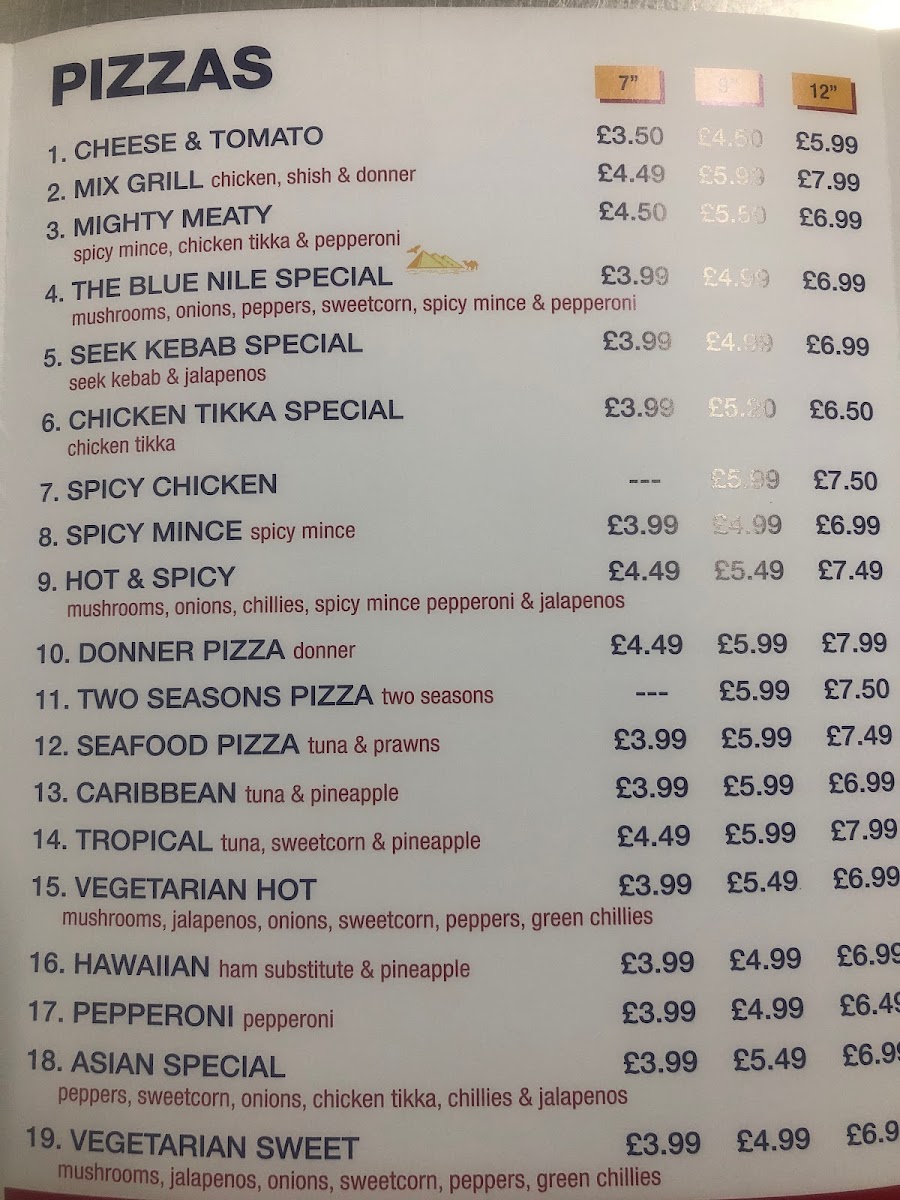 PIZZAS
7" 9" 12"
1. CHEESE & TOMATO £3.50 £4.50 £5.99
2. MIX GRILL chicken, shish & donner £4.49 £5.99 £7.99
3. MIGHTY MEATY £4.50 £5.50 £6.99
spicy mince, chicken tikka & pepperoni
4. THE BLUE NILE SPECIAL £3.99 £4.99 £6.99
mushrooms, onions, peppers, sweetcorn, spicy mince & pepperoni
5. SEEK KEBAB SPECIAL £3.99 £4.99 £6.99
seek kebab & jalapenos
6. CHICKEN TIKKA SPECIAL £3.99 £5.20 £6.50
chicken tikka
7. SPICY CHICKEN --- £5.99 £7.50
8. SPICY MINCE spicy mince £3.99 £4.99 £6.99
9. HOT & SPICY £4.49 £5.49 £7.49
mushrooms, onions, chillies, spicy mince pepperoni & jalapenos
10. DONNER PIZZA donner £4.49 £5.99 £7.99
11. TWO SEASONS PIZZA two seasons --- £5.99 £7.50
12. SEAFOOD PIZZA tuna & prawns £3.99 £5.99 £7.49
13. CARIBBEAN tuna & pineapple £3.99 £5.99 £6.99
14. TROPICAL tuna, sweetcorn & pineapple £4.49 £5.99 £7.99
15. VEGETARIAN HOT £3.99 £5.49 £6.99
mushrooms, jalapenos, onions, sweetcorn, peppers, green chillies
16. HAWAIIAN ham substitute & pineapple £3.99 £4.99 £6.99
17. PEPPERONI pepperoni £3.99 £4.99 £6.49
18. ASIAN SPECIAL £3.99 £5.49 £6.99
peppers, sweetcorn, onions, chicken tikka, chillies & jalapenos
19. VEGETARIAN SWEET £3.99 £4.99 £6.9
mushrooms, jalapenos, onions, sweetcorn, peppers, green chillies